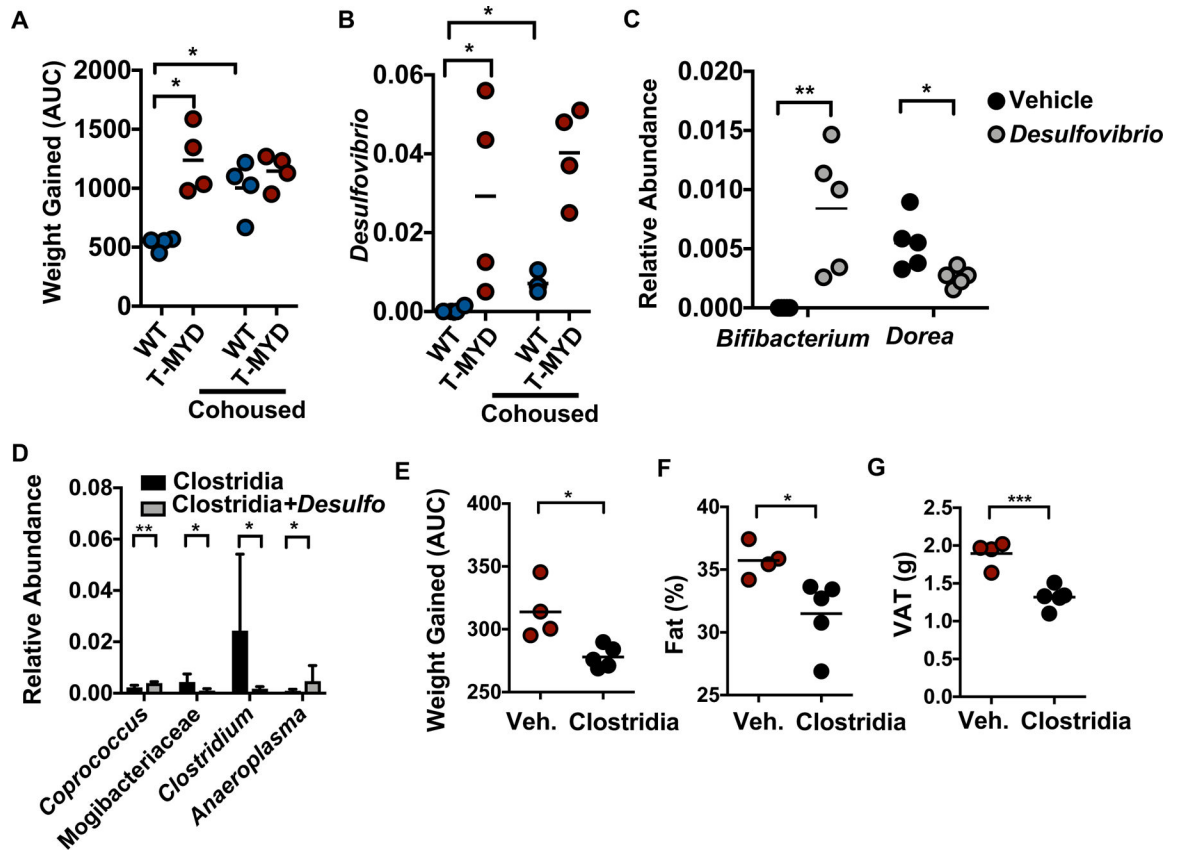 A
Weight Gained (AUC)
2000
1500
1000
500
0
*
*
WT
T-MYD
WT
T-MYD
Cohoused
B
Desulfovibrio
0.06
0.04
0.02
0.00
*
*
WT
T-MYD
WT
T-MYD
Cohoused
C
Relative Abundance
0.020
0.015
0.010
0.005
0.000
**
*
Bifibacterium
Dorea
Vehicle
Desulfovibrio
D
Relative Abundance
Clostridia
Clostridia+Desulfo
0.08
0.06
0.04
0.02
0.00
**
*
*
*
Coprococcus
Mogibacteriaceae
Clostridium
Anaeroplasma
E
Weight Gained (AUC)
400
350
300
250
*
Veh.
Clostridia
F
Fat (%)
40
35
30
25
*
Veh.
Clostridia
G
VAT (g)
2.5
2.0
1.5
1.0
0.5
0.0
***
Veh.
Clostridia